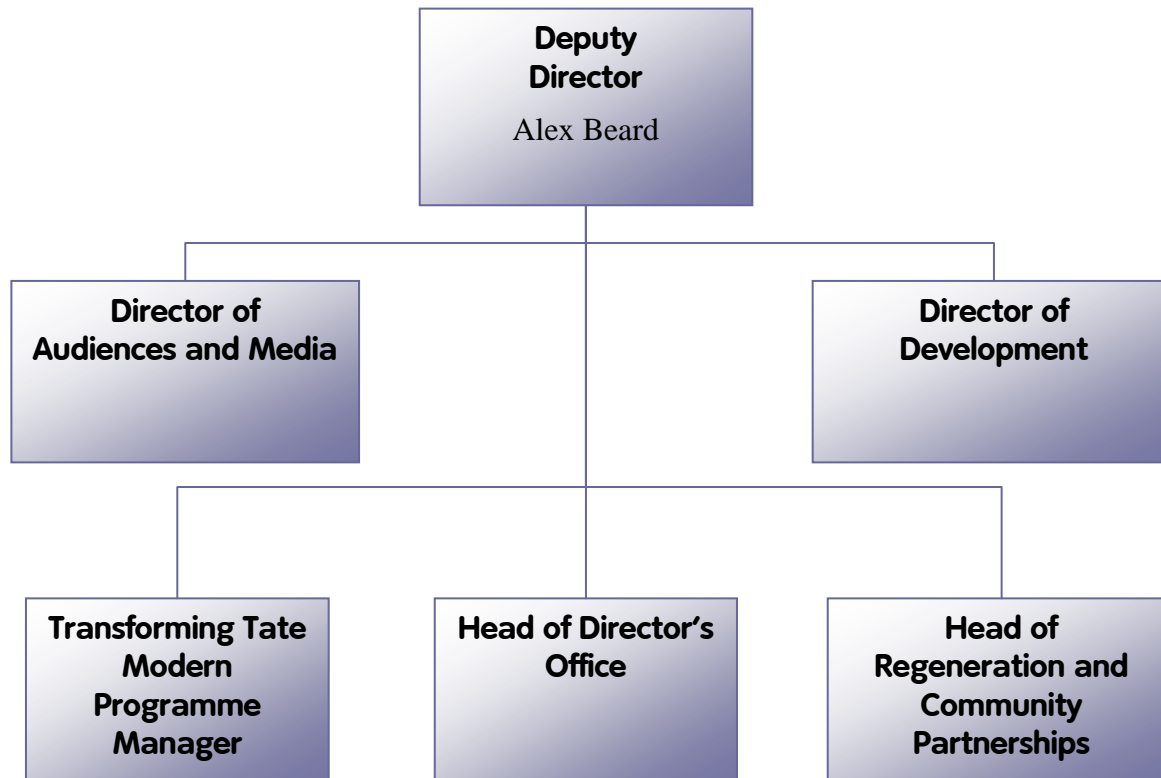 Deputy
Director
Alex Beard
Director of
Audiences and Media
Director of
Development
Transforming Tate
Modern
Programme
Manager
Head of Director’s
Office
Head of
Regeneration and
Community
Partnerships